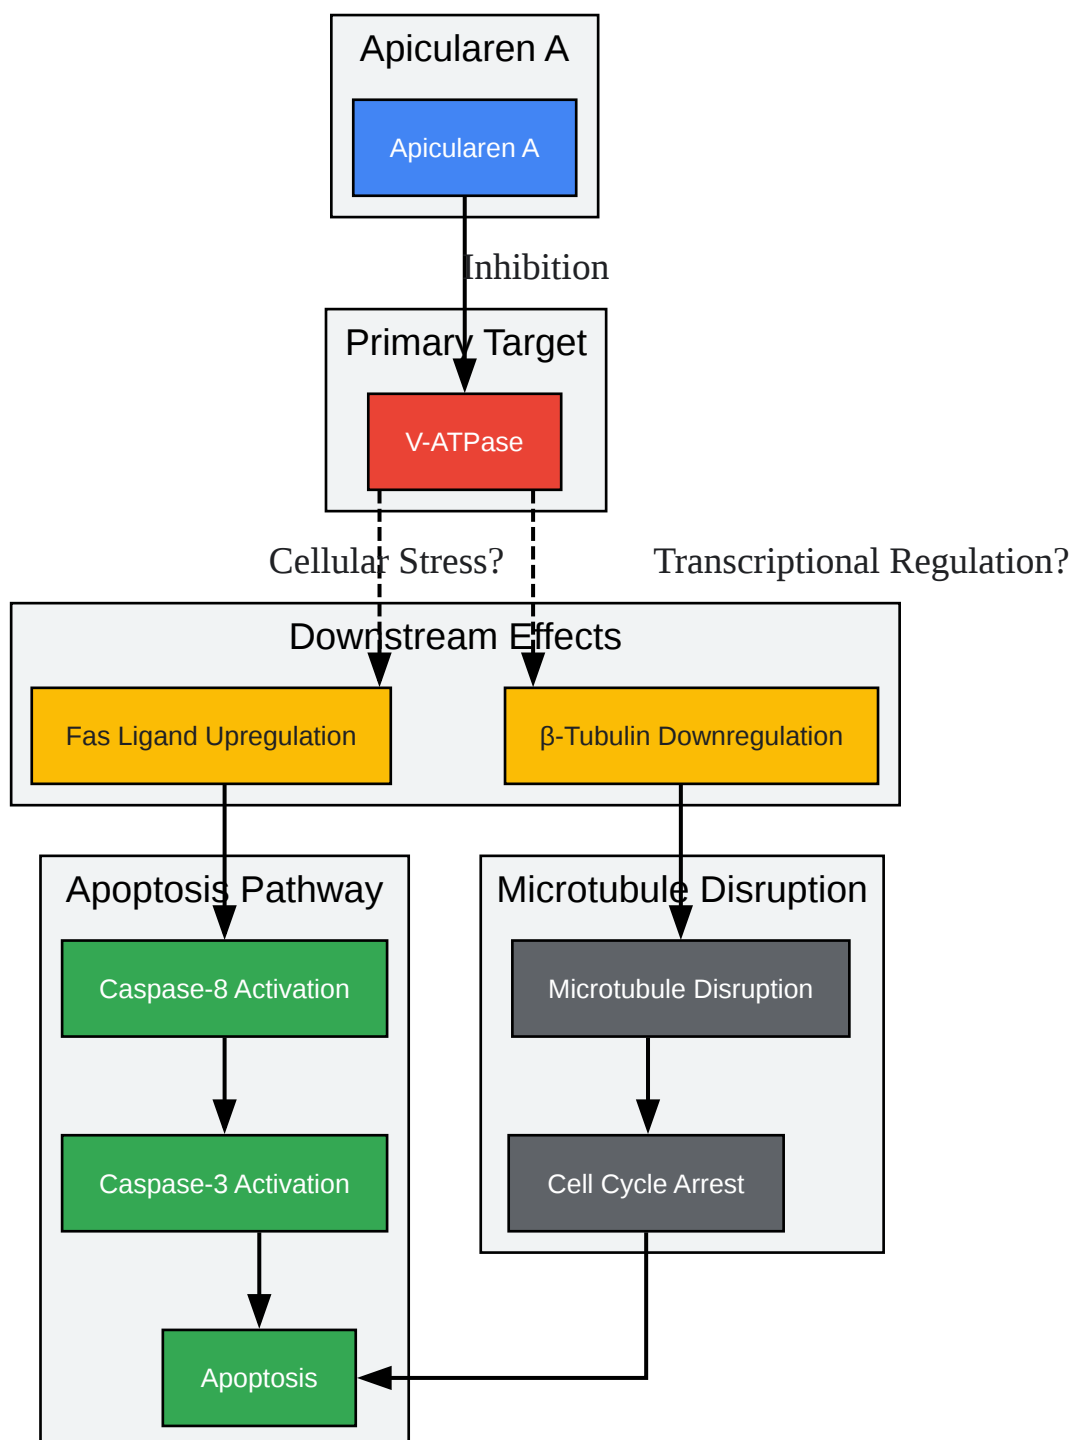 Apicularen A
Apicularen A
Inhibition
Primary Target
V-ATPase
Cellular Stress?
Transcriptional Regulation?
Downstream Effects
Fas Ligand Upregulation
β-Tubulin Downregulation
Apoptosis Pathway
Microtubule Disruption
Caspase-8 Activation
Microtubule Disruption
Caspase-3 Activation
Cell Cycle Arrest
Apoptosis